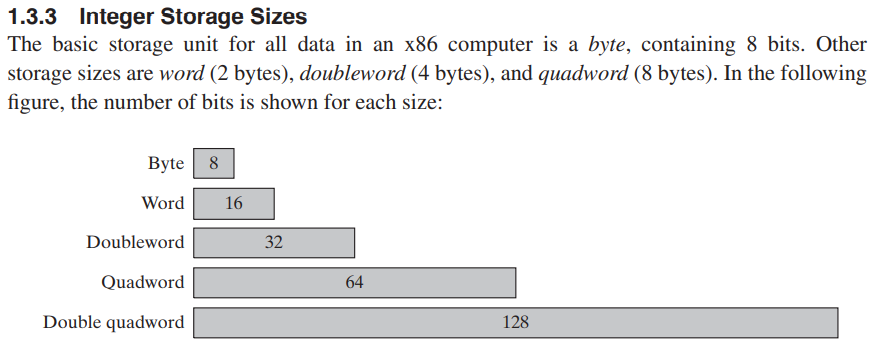 1.3.3 Integer Storage Sizes
The basic storage unit for all data in an x86 computer is a byte, containing 8 bits. Other
storage sizes are word (2 bytes), doubleword (4 bytes), and quadword (8 bytes). In the following
figure, the number of bits is shown for each size:
Byte 8
Word 16
Doubleword 32
Quadword 64
Double quadword 128